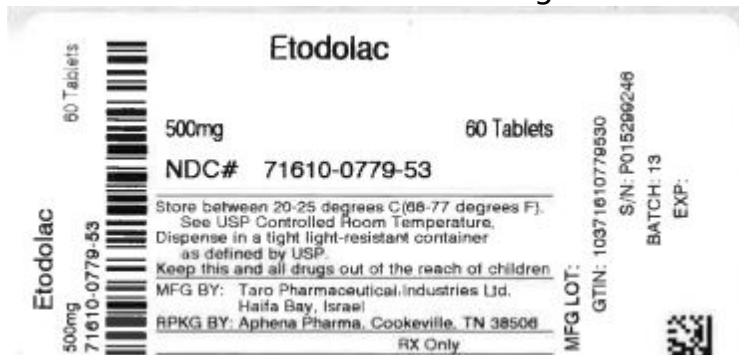 Etodolac
500mg 60 Tablets
NDC# 71610-0779-53
Store between 20-25 degrees C(68-77 degrees F).
See USP Controlled Room Temperature,
Dispense in a tight light-resistant container
as defined by USP.
Keep this and all drugs out of the reach of children
MFG BY: Taro Pharmaceutical Industries Ltd.
Haifa Bay, Israel
RPKG BY: Aphena Pharma, Cookeville, TN 38506
RX Only
60 Tablets
Etodolac
500mg
71610-0779-53
MFG LOT:
GTIN: 10371610779530
S/N: P015299246
BATCH: 13
EXP: